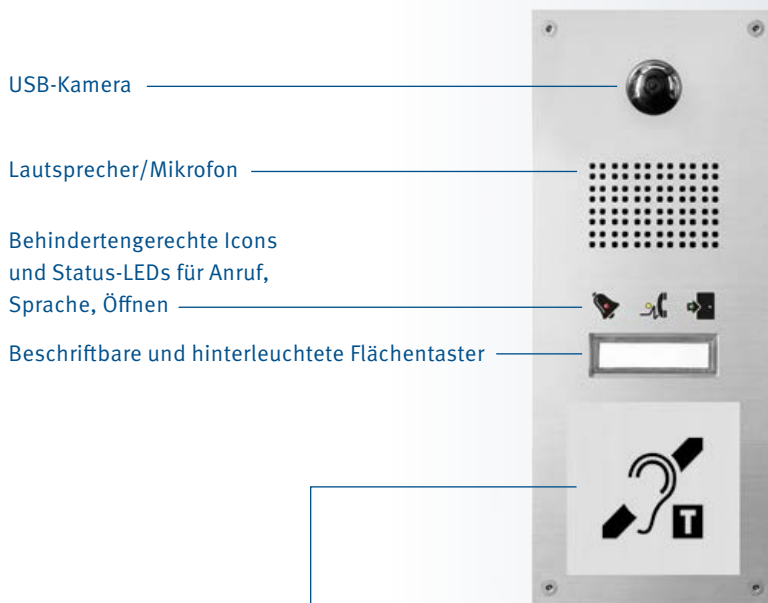 USB-Kamera
Lautsprecher/Mikrofon
Behindertengerechte Icons
und Status-LEDs für Anruf,
Sprache, Öffnen
Beschriftbare und hinterleuchtete Flächentaster
T